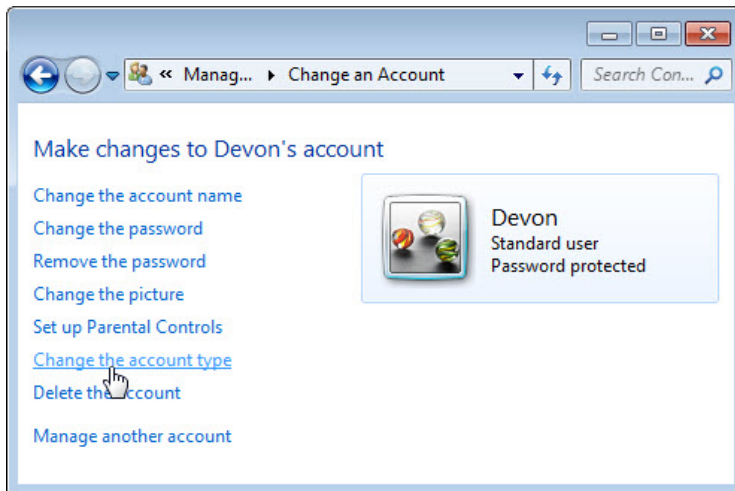 « Manag... ▸ Change an Account
Search Con...
Make changes to Devon's account
Change the account name
Change the password
Remove the password
Change the picture
Set up Parental Controls
Change the account type
Delete the account
Manage another account
Devon
Standard user
Password protected